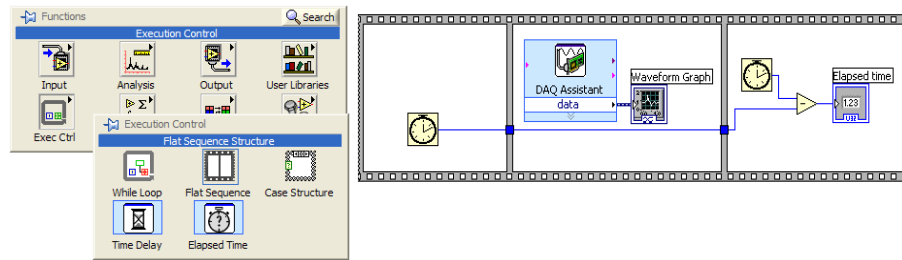 Functions
Search
Execution Control
Input
Analysis
Output
User Libraries
Exec Ctrl
Execution Control
Flat Sequence Structure
While Loop
Flat Sequence
Case Structure
Time Delay
Elapsed Time
DAQ Assistant
data
Waveform Graph
Elapsed time
1.23
U32